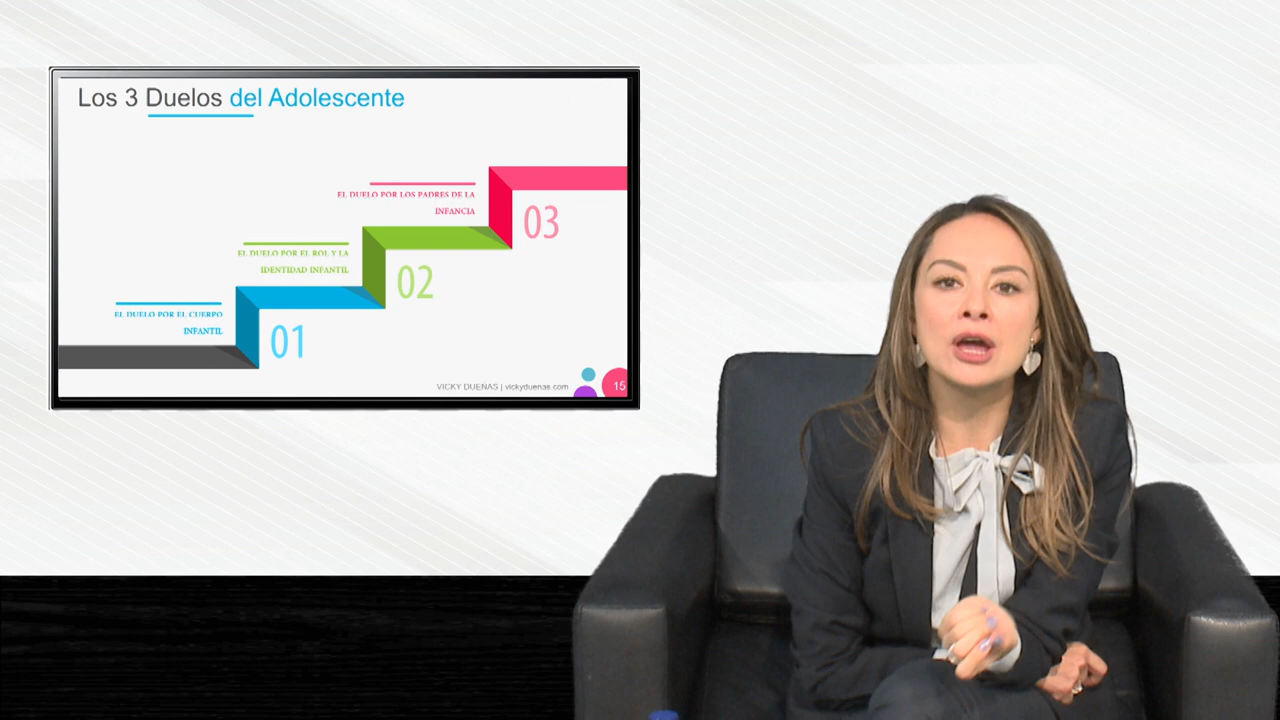 Los 3 Duelos del Adolescente
EL DUELO POR LOS PADRES DE LA
INFANCIA
03
EL DUELO POR EL ROL Y LA
IDENTIDAD INFANTIL
02
EL DUELO POR EL CUERPO
INFANTIL
01
VICKY DUEÑAS | vickyduenas.com
15